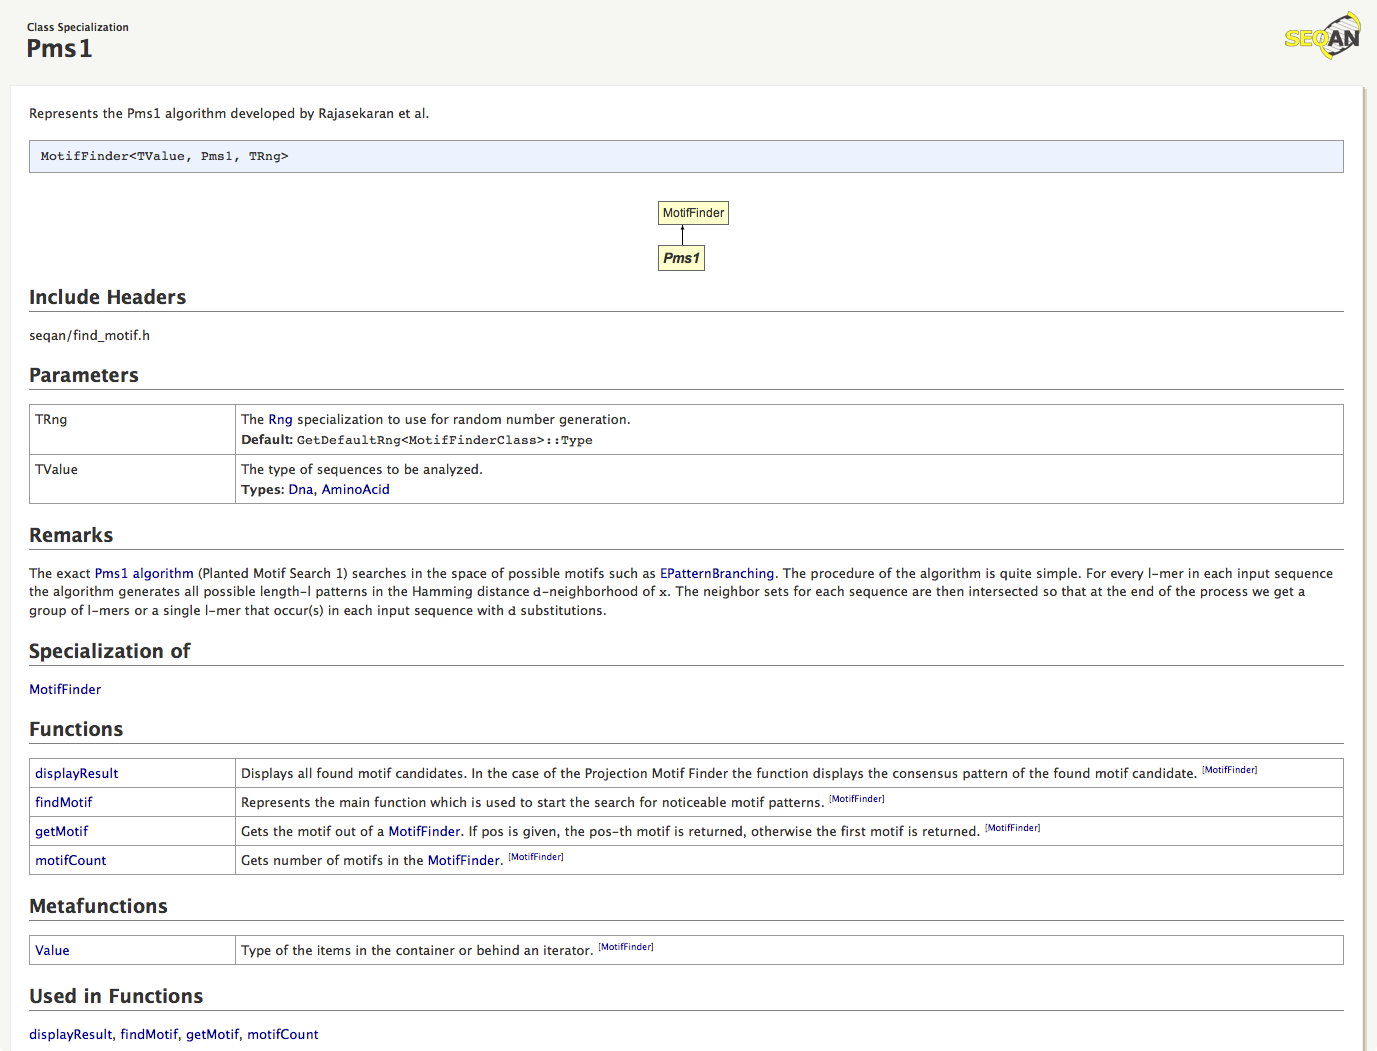 Class Specialization
Pms1
SEQAN
Represents the Pms1 algorithm developed by Rajasekaran et al.
MotifFinder<TValue, Pms1, TRng>
MotifFinder
Pms1
Include Headers
seqan/find_motif.h
Parameters
TRng The Rng specialization to use for random number generation.
Default: GetDefaultRng<MotifFinderClass>::Type
TValue The type of sequences to be analyzed.
Types: Dna, AminoAcid
Remarks
The exact Pms1 algorithm (Planted Motif Search 1) searches in the space of possible motifs such as EPatternBranching. The procedure of the algorithm is quite simple. For every l-mer in each input sequence
the algorithm generates all possible length-l patterns in the Hamming distance d-neighborhood of x. The neighbor sets for each sequence are then intersected so that at the end of the process we get a
group of l-mers or a single l-mer that occur(s) in each input sequence with d substitutions.
Specialization of
MotifFinder
Functions
displayResult Displays all found motif candidates. In the case of the Projection Motif Finder the function displays the consensus pattern of the found motif candidate. [MotifFinder]
findMotif Represents the main function which is used to start the search for noticeable motif patterns. [MotifFinder]
getMotif Gets the motif out of a MotifFinder. If pos is given, the pos-th motif is returned, otherwise the first motif is returned. [MotifFinder]
motifCount Gets number of motifs in the MotifFinder. [MotifFinder]
Metafunctions
Value Type of the items in the container or behind an iterator. [MotifFinder]
Used in Functions
displayResult, findMotif, getMotif, motifCount